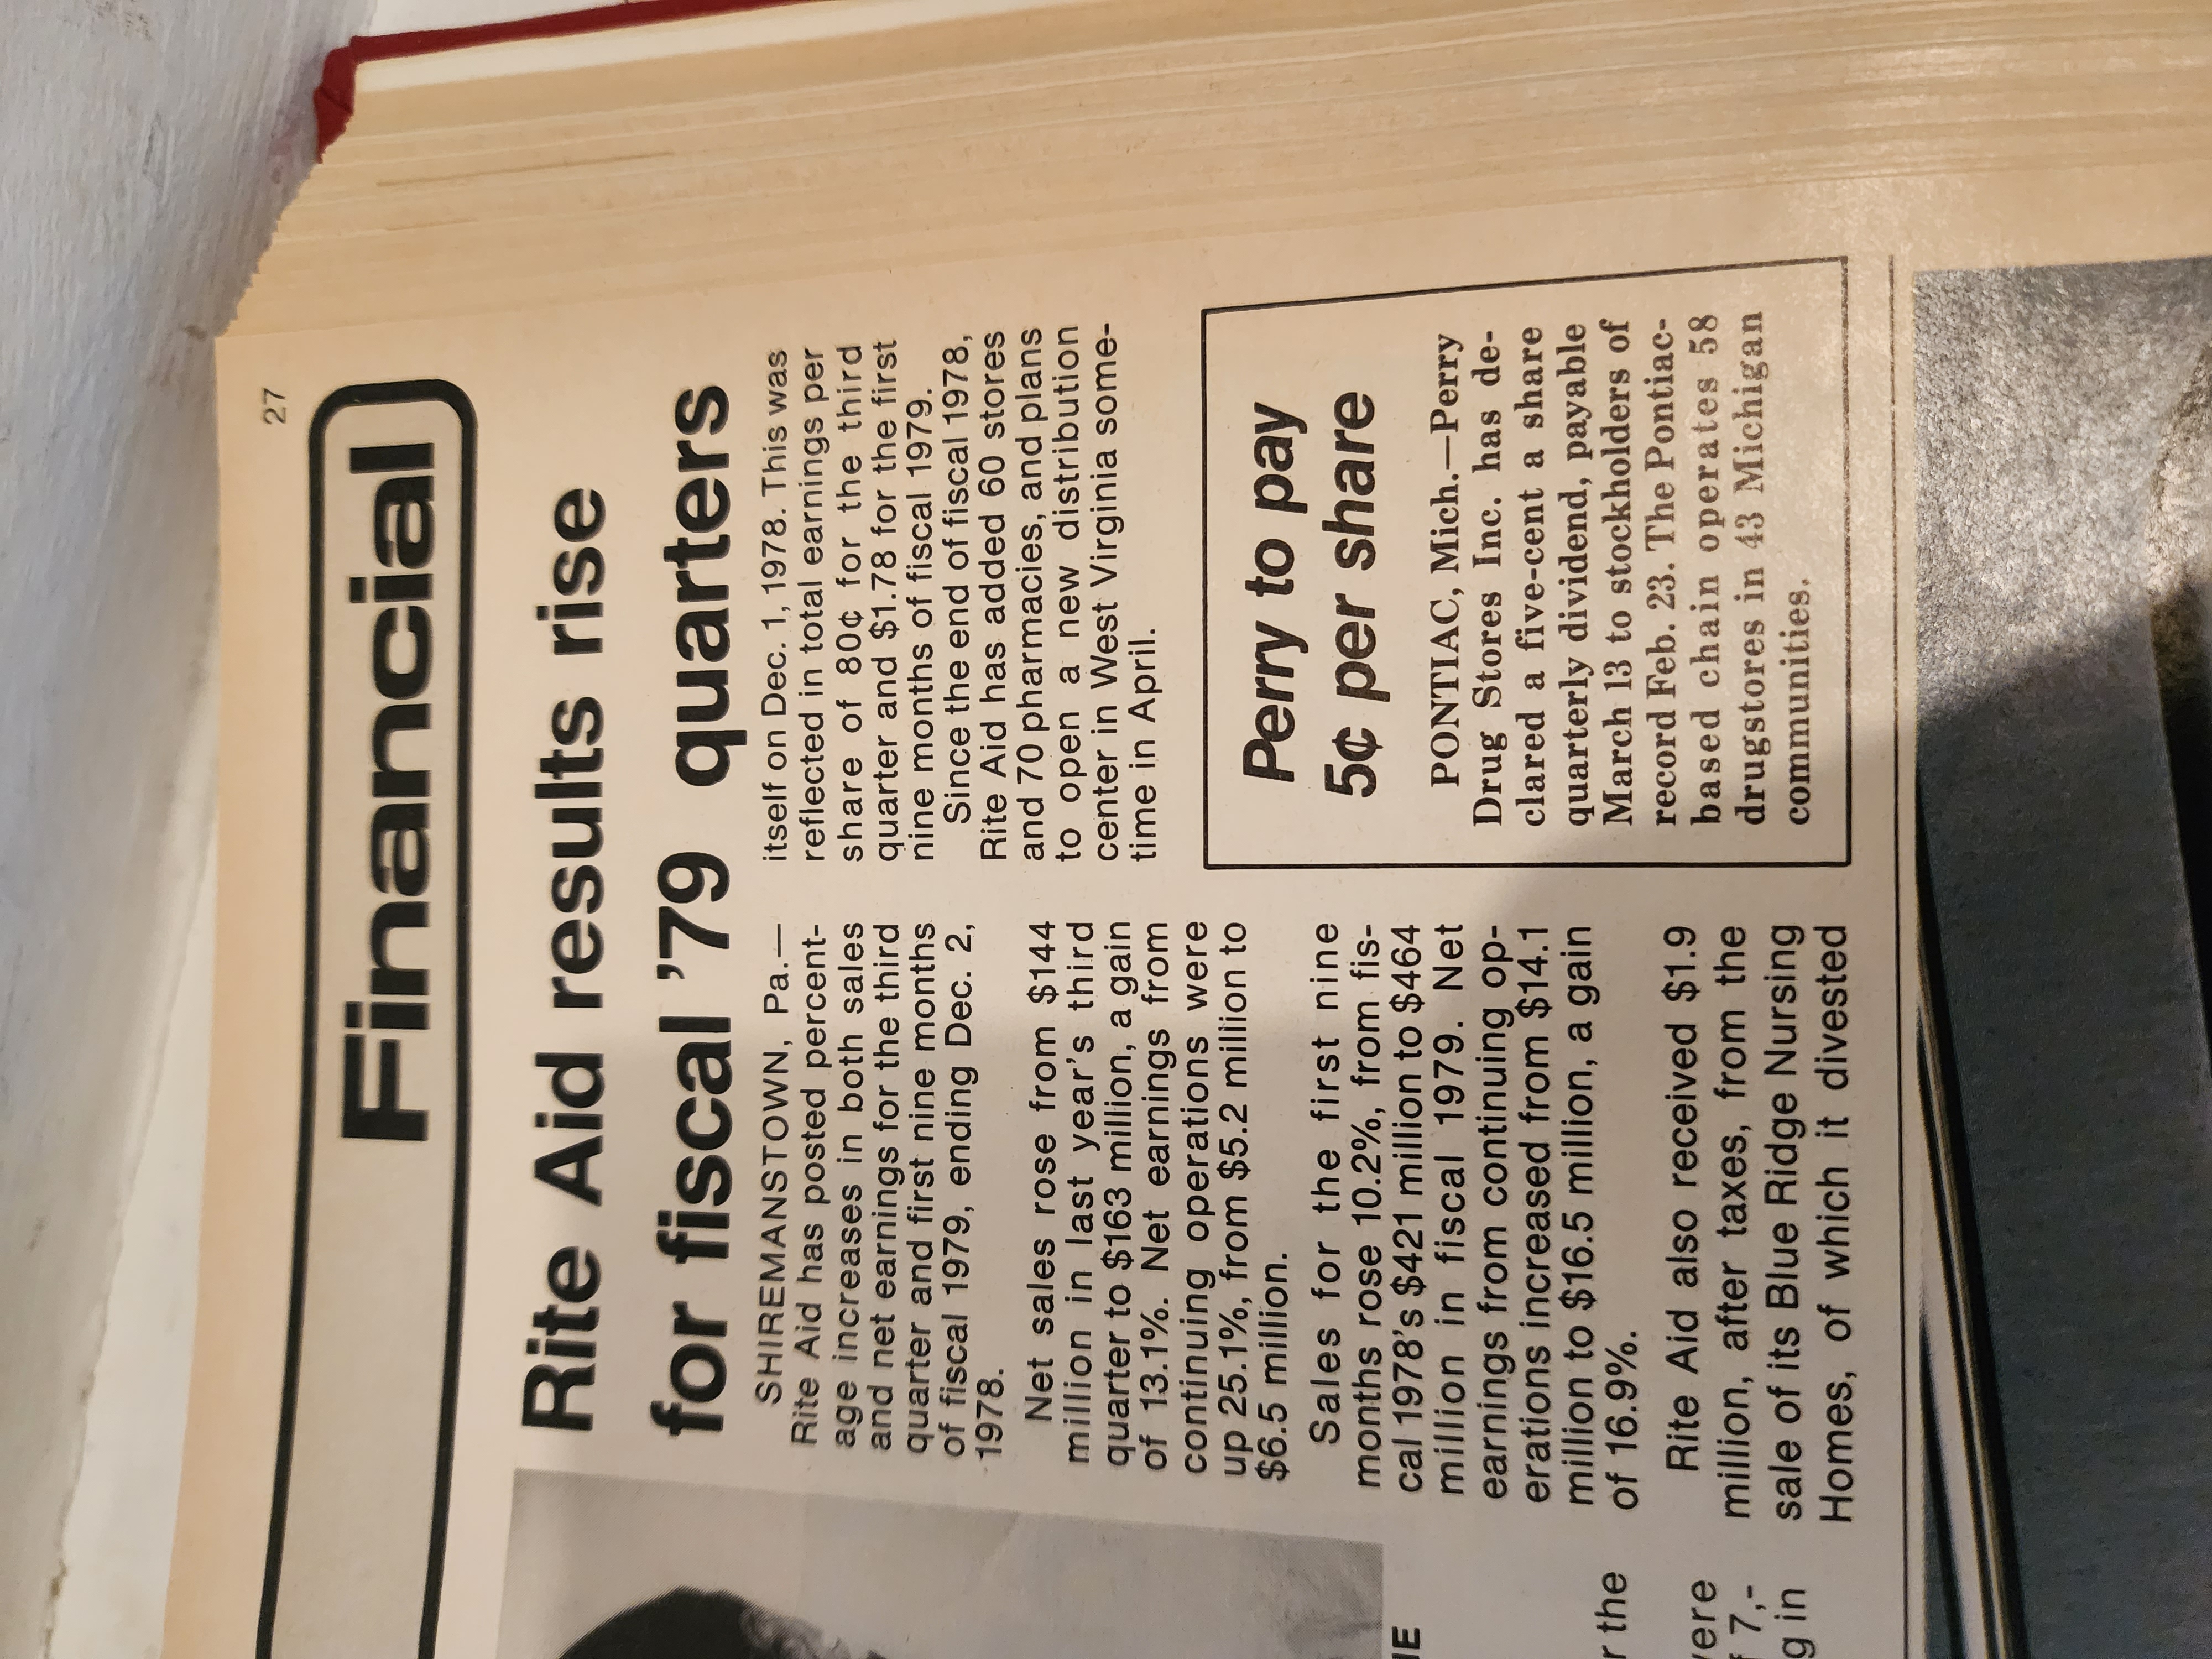 27
Financial
Rite Aid results rise
for fiscal '79 quarters
SHIREMANSTOWN, Pa.—
Rite Aid has posted percent-
age increases in both sales
and net earnings for the third
quarter and first nine months
of fiscal 1979, ending Dec. 2,
1978.
Net sales rose from $144
million in last year's third
quarter to $163 million, a gain
of 13.1%. Net earnings from
continuing operations were
up 25.1%, from $5.2 million to
$6.5 million.
Sales for the first nine
months rose 10.2%, from fis-
cal 1978's $421 million to $464
million in fiscal 1979. Net
earnings from continuing op-
erations increased from $14.1
million to $16.5 million, a gain
of 16.9%.
Rite Aid also received $1.9
million, after taxes, from the
sale of its Blue Ridge Nursing
Homes, of which it divested
itself on Dec. 1, 1978. This was
reflected in total earnings per
share of 80¢ for the third
quarter and $1.78 for the first
nine months of fiscal 1979.
Since the end of fiscal 1978,
Rite Aid has added 60 stores
and 70 pharmacies, and plans
to open a new distribution
center in West Virginia some-
time in April.
Perry to pay
5¢ per share
PONTIAC, Mich.—Perry
Drug Stores Inc. has de-
clared a five-cent a share
quarterly dividend, payable
March 13 to stockholders of
record Feb. 23. The Pontiac-
based chain operates 58
drugstores in 43 Michigan
communities.
the
7,-
in